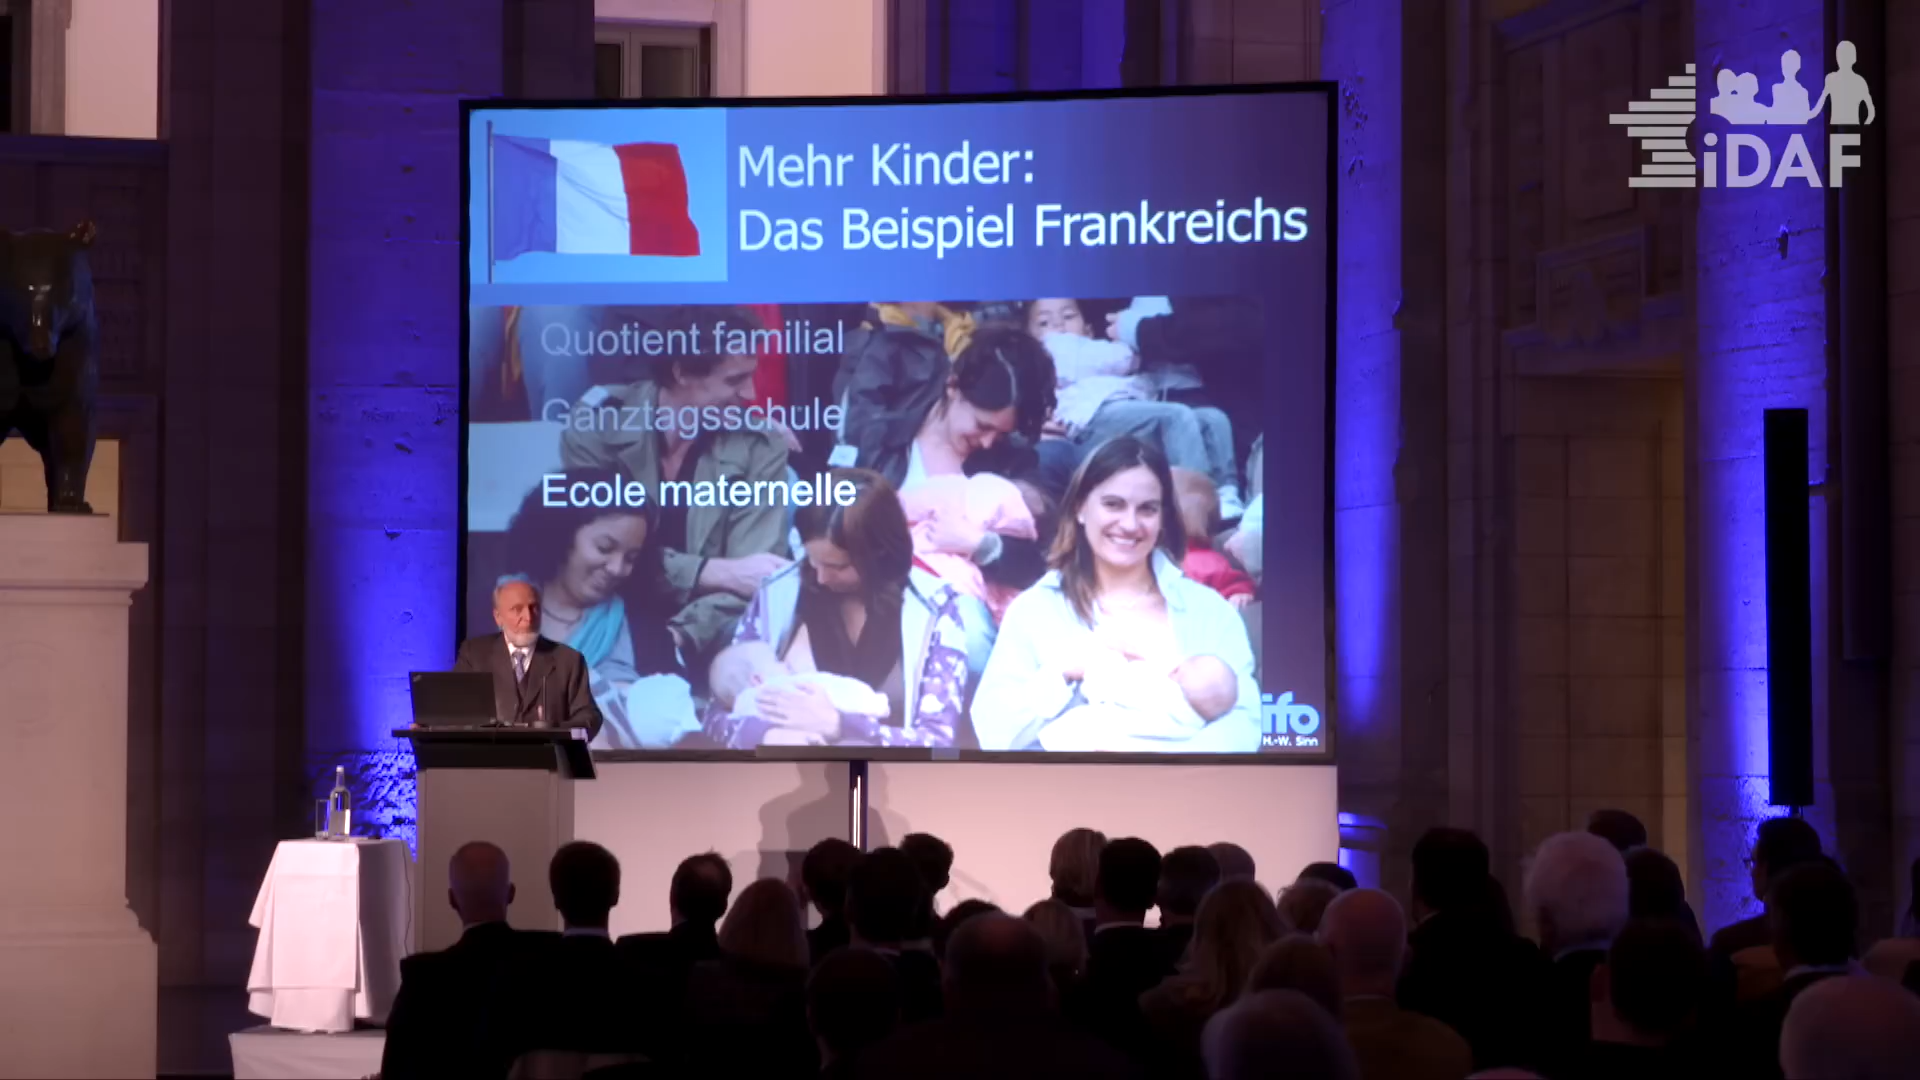 iDAF
Mehr Kinder:
Das Beispiel Frankreichs
Quotient familial
Ganztagsschule
Ecole maternelle
ifo
H.-W. Sinn